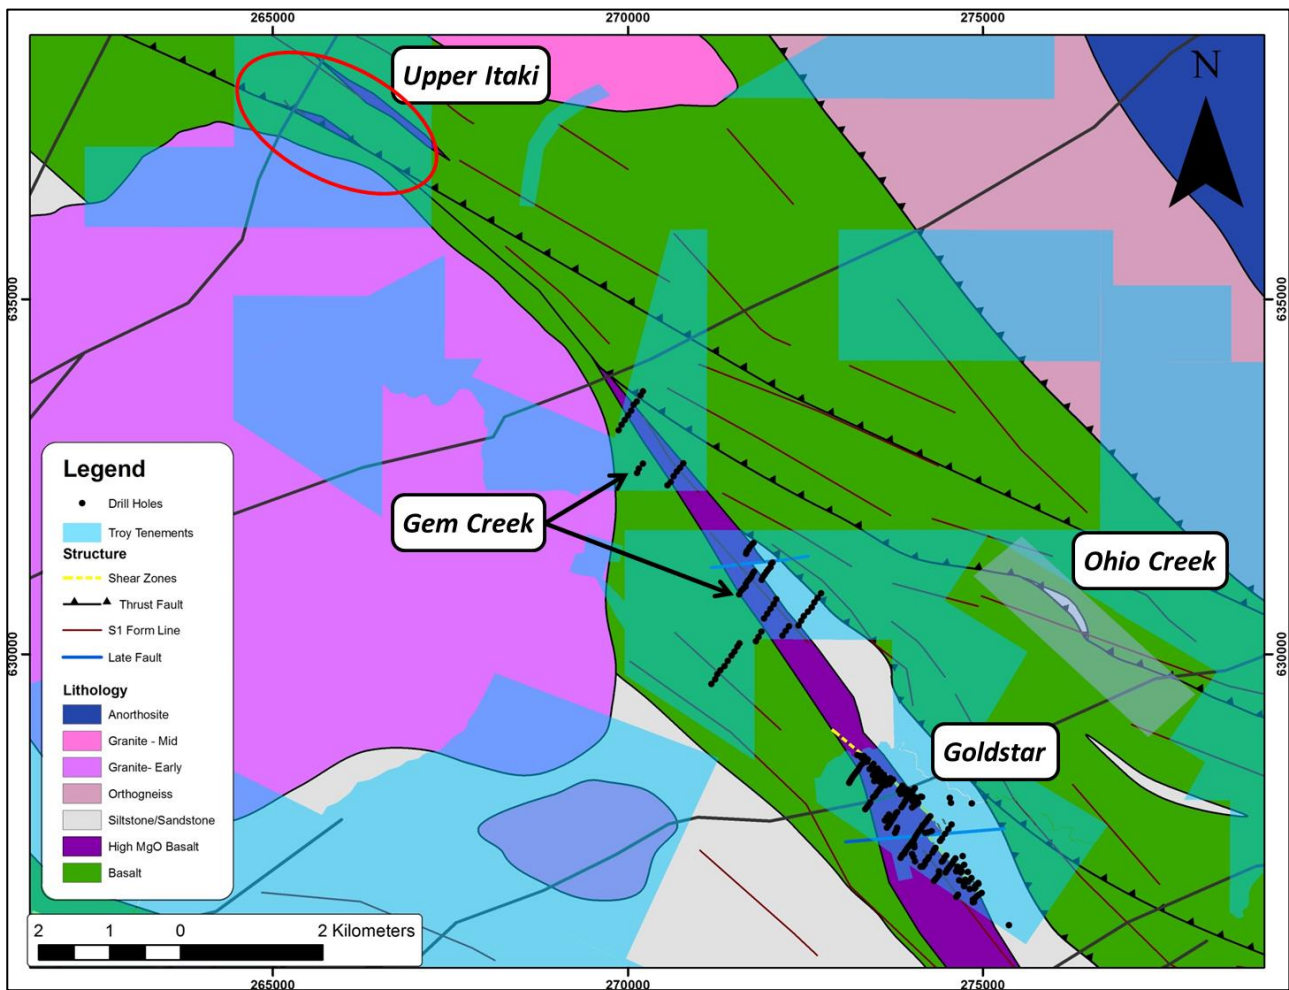 265000
270000
275000
Upper Itaki
N
635000
635000
Legend
Drill Holes
Troy Tenements
Structure
Shear Zones
Thrust Fault
S1 Form Line
Late Fault
Lithology
Anorthosite
Granite - Mid
Granite- Early
Orthogneiss
Siltstone/Sandstone
High MgO Basalt
Basalt
Gem Creek
Ohio Creek
630000
Goldstar
2 1 0 2 Kilometers
265000
270000
275000